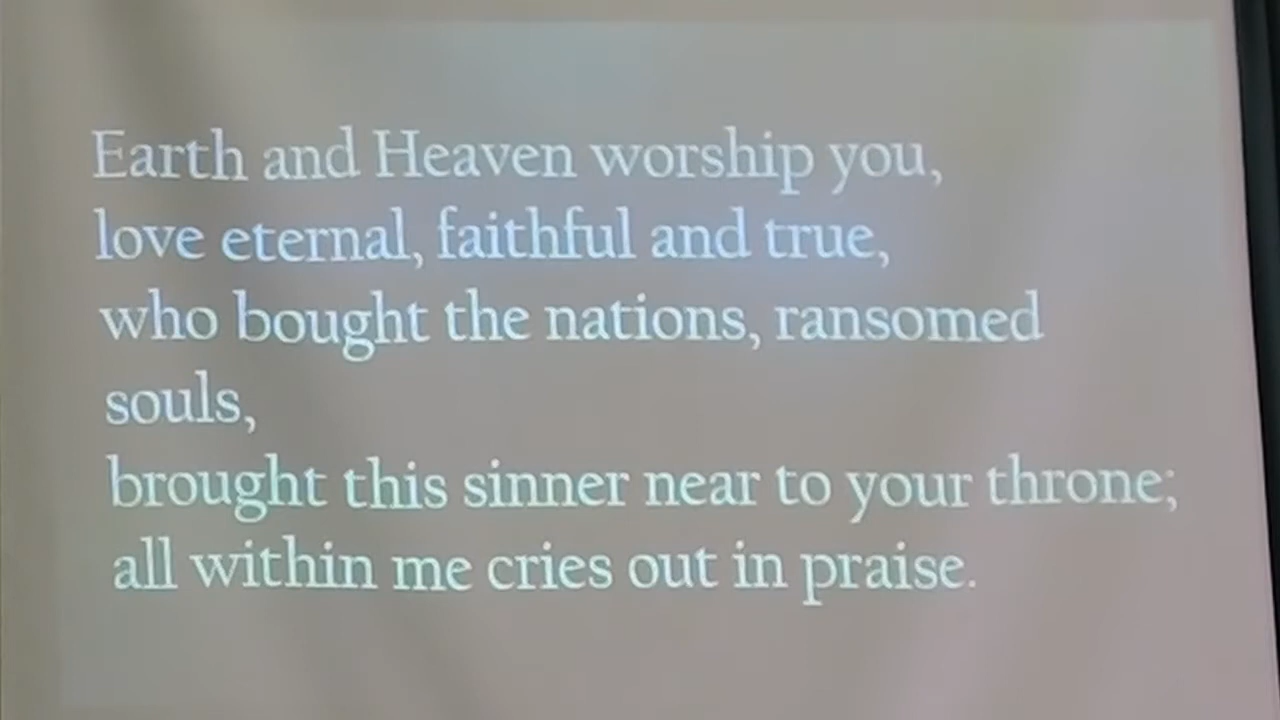 Earth and Heaven worship you,
love eternal, faithful and true,
who bought the nations, ransomed
souls,
brought this sinner near to your throne;
all within me cries out in praise.